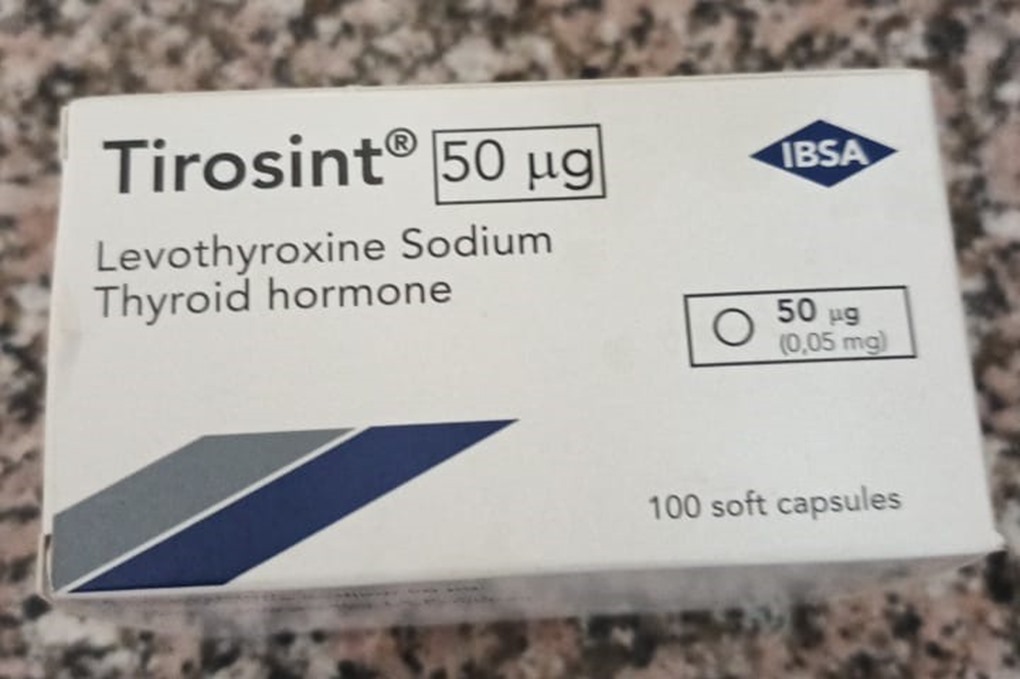 Tirosint® 50 µg
IBSA
Levothyroxine Sodium
Thyroid hormone
50 µg
(0,05 mg)
100 soft capsules